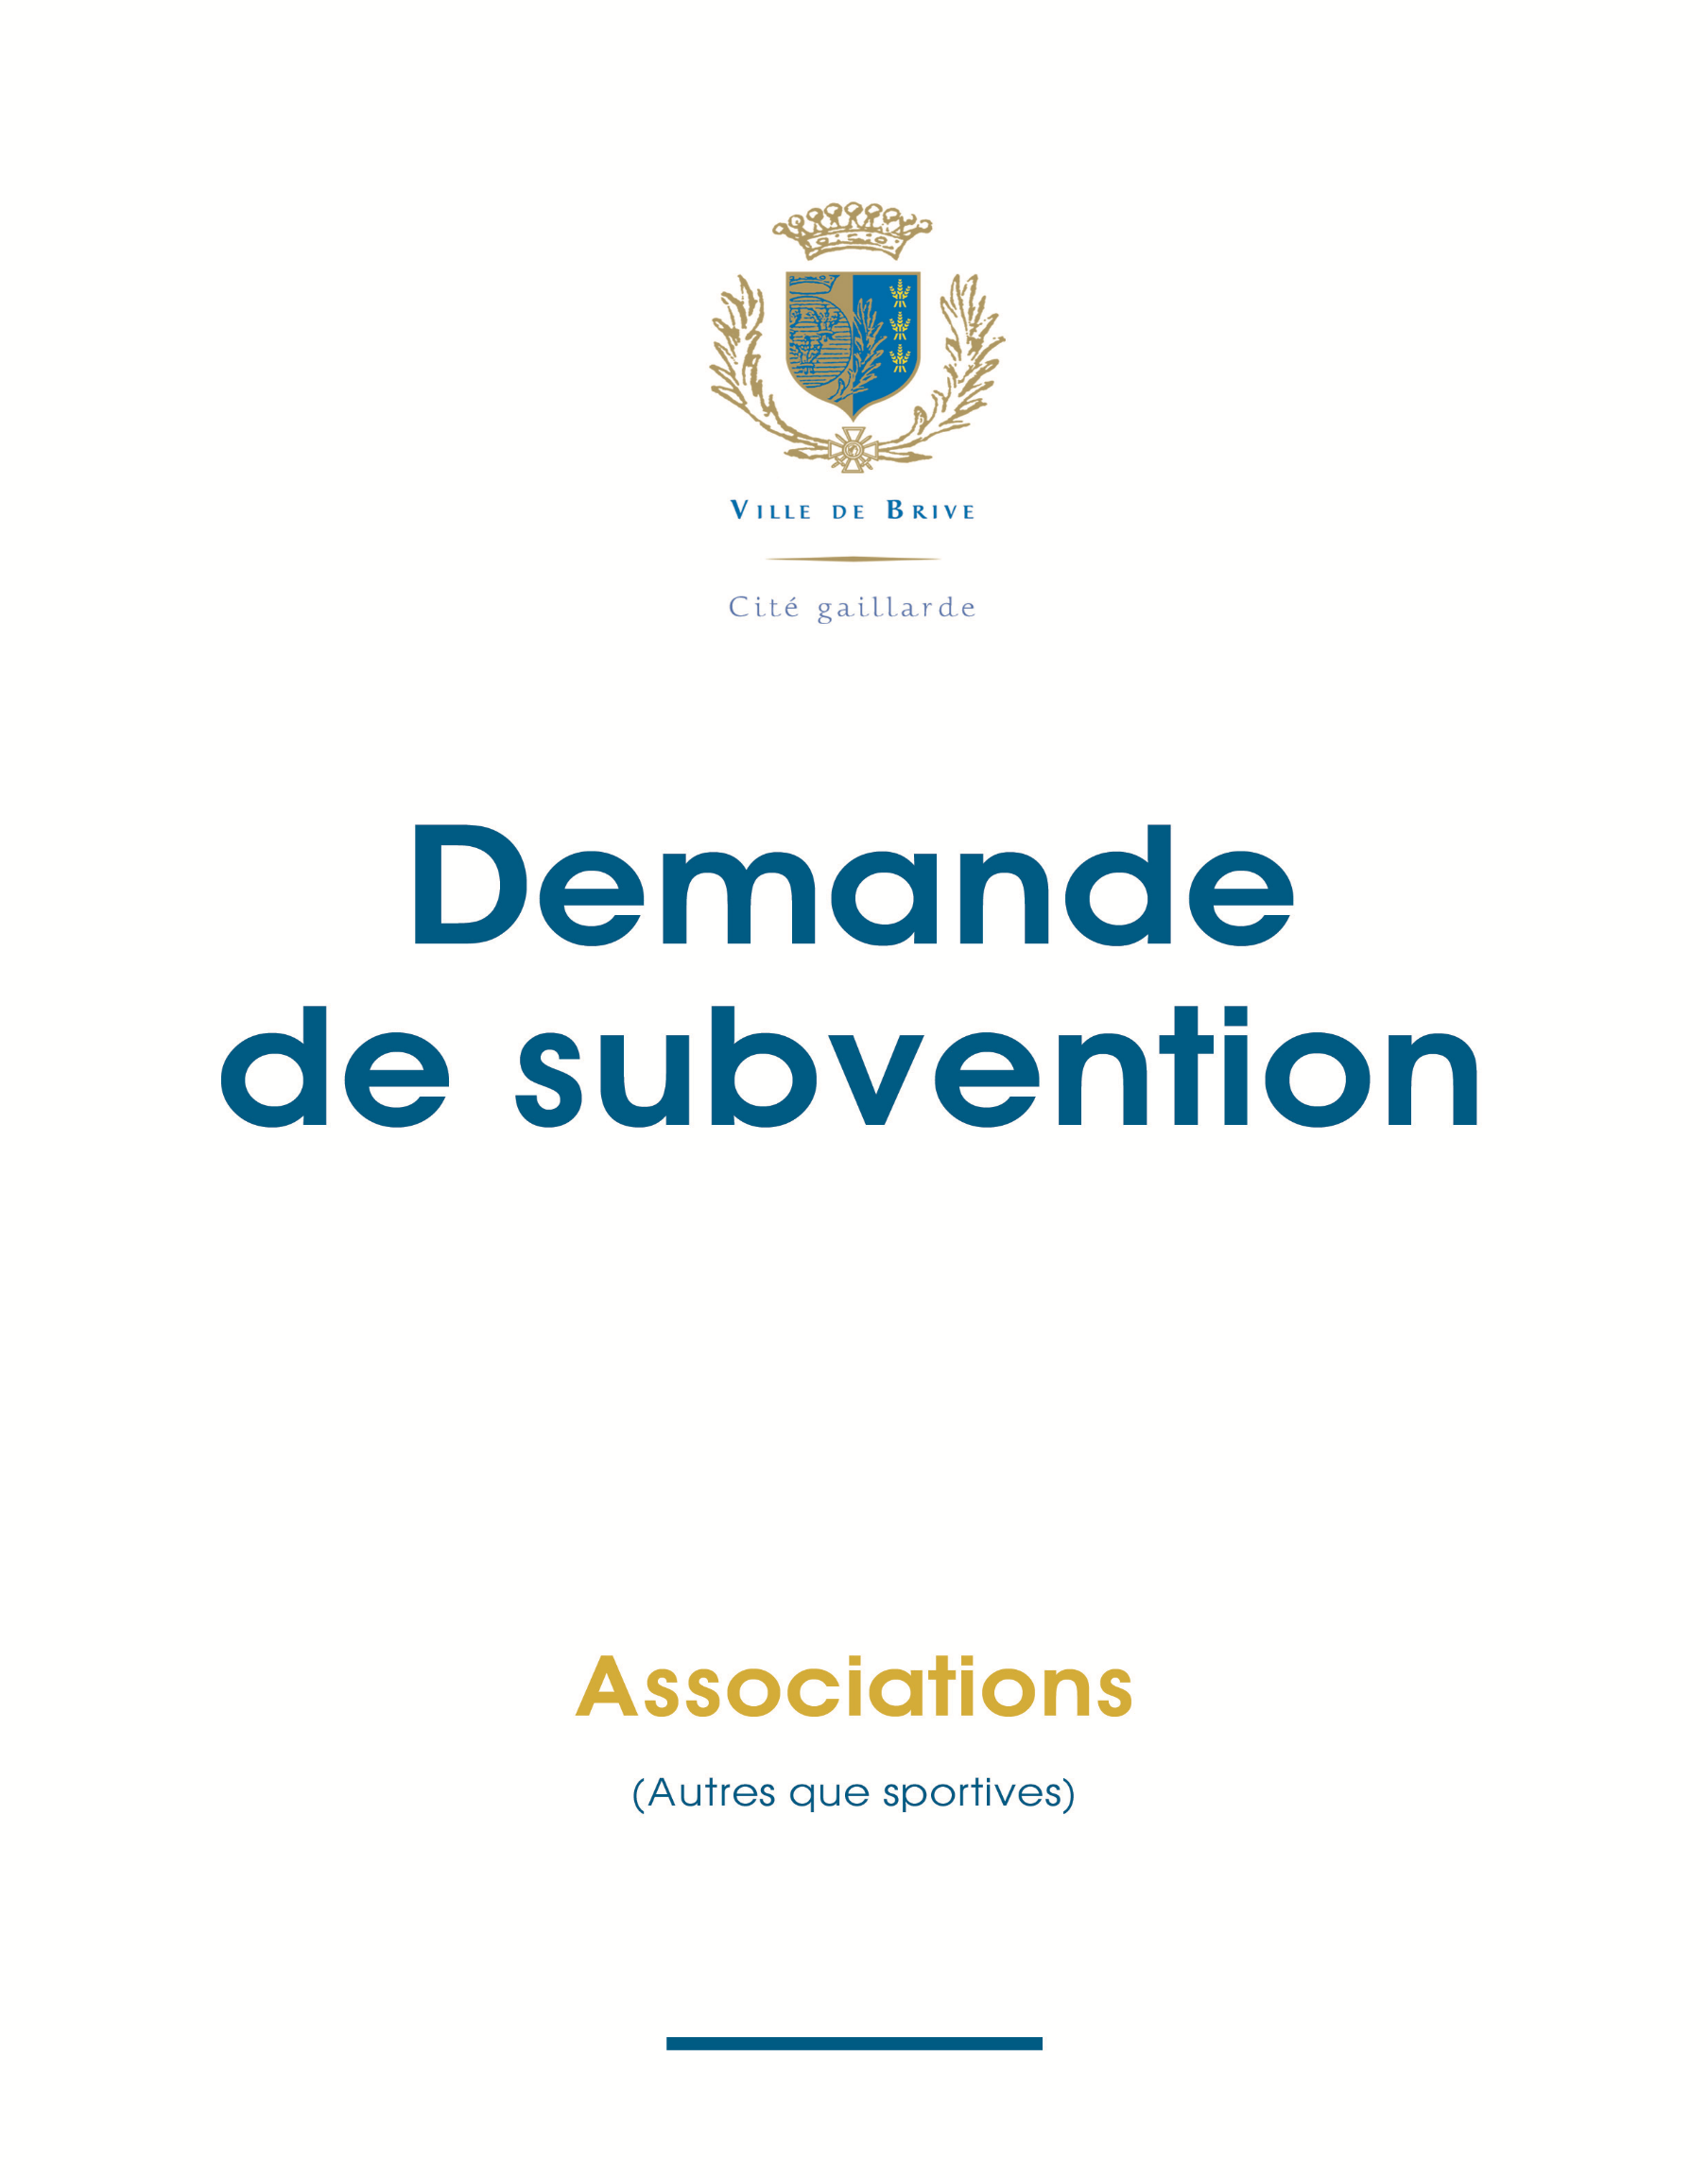 VILLE DE BRIVE
Cité gaillarde
Demande
de subvention
Associations
(Autres que sportives)